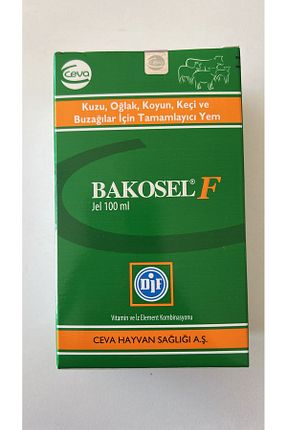 Ceva
Kuzu, Oğlak, Koyun, Keçi ve
Buzağılar İçin Tamamlayıcı Yem
BAKOSEL® F
Jel 100 ml
DİF
Vitamin ve İz Element Kombinasyonu
CEVA HAYVAN SAĞLIĞI A.Ş.